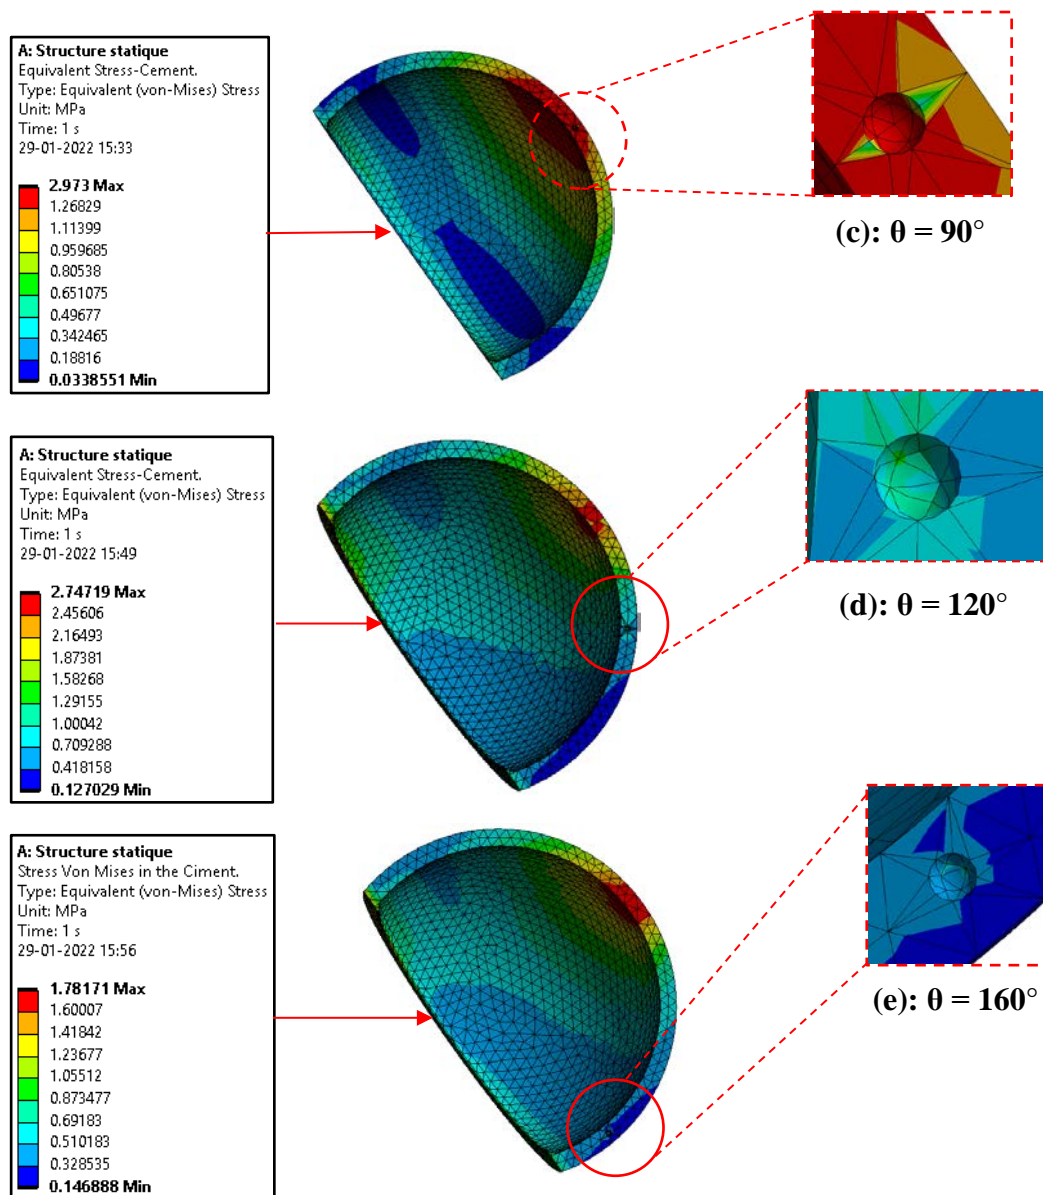 A: Structure statique
Equivalent Stress-Cement.
Type: Equivalent (von-Mises) Stress
Unit: MPa
Time: 1 s
29-01-2022 15:33
2.973 Max
1.26829
1.11399
0.959685
0.80538
0.651075
0.49677
0.342465
0.18816
0.0338551 Min
(c): θ = 90°
A: Structure statique
Equivalent Stress-Cement.
Type: Equivalent (von-Mises) Stress
Unit: MPa
Time: 1 s
29-01-2022 15:49
2.74719 Max
2.45606
2.16493
1.87381
1.58268
1.29155
1.00042
0.709288
0.418158
0.127029 Min
(d): θ = 120°
A: Structure statique
Stress Von Mises in the Ciment.
Type: Equivalent (von-Mises) Stress
Unit: MPa
Time: 1 s
29-01-2022 15:56
1.78171 Max
1.60007
1.41842
1.23677
1.05512
0.873477
0.69183
0.510183
0.328535
0.146888 Min
(e): θ = 160°